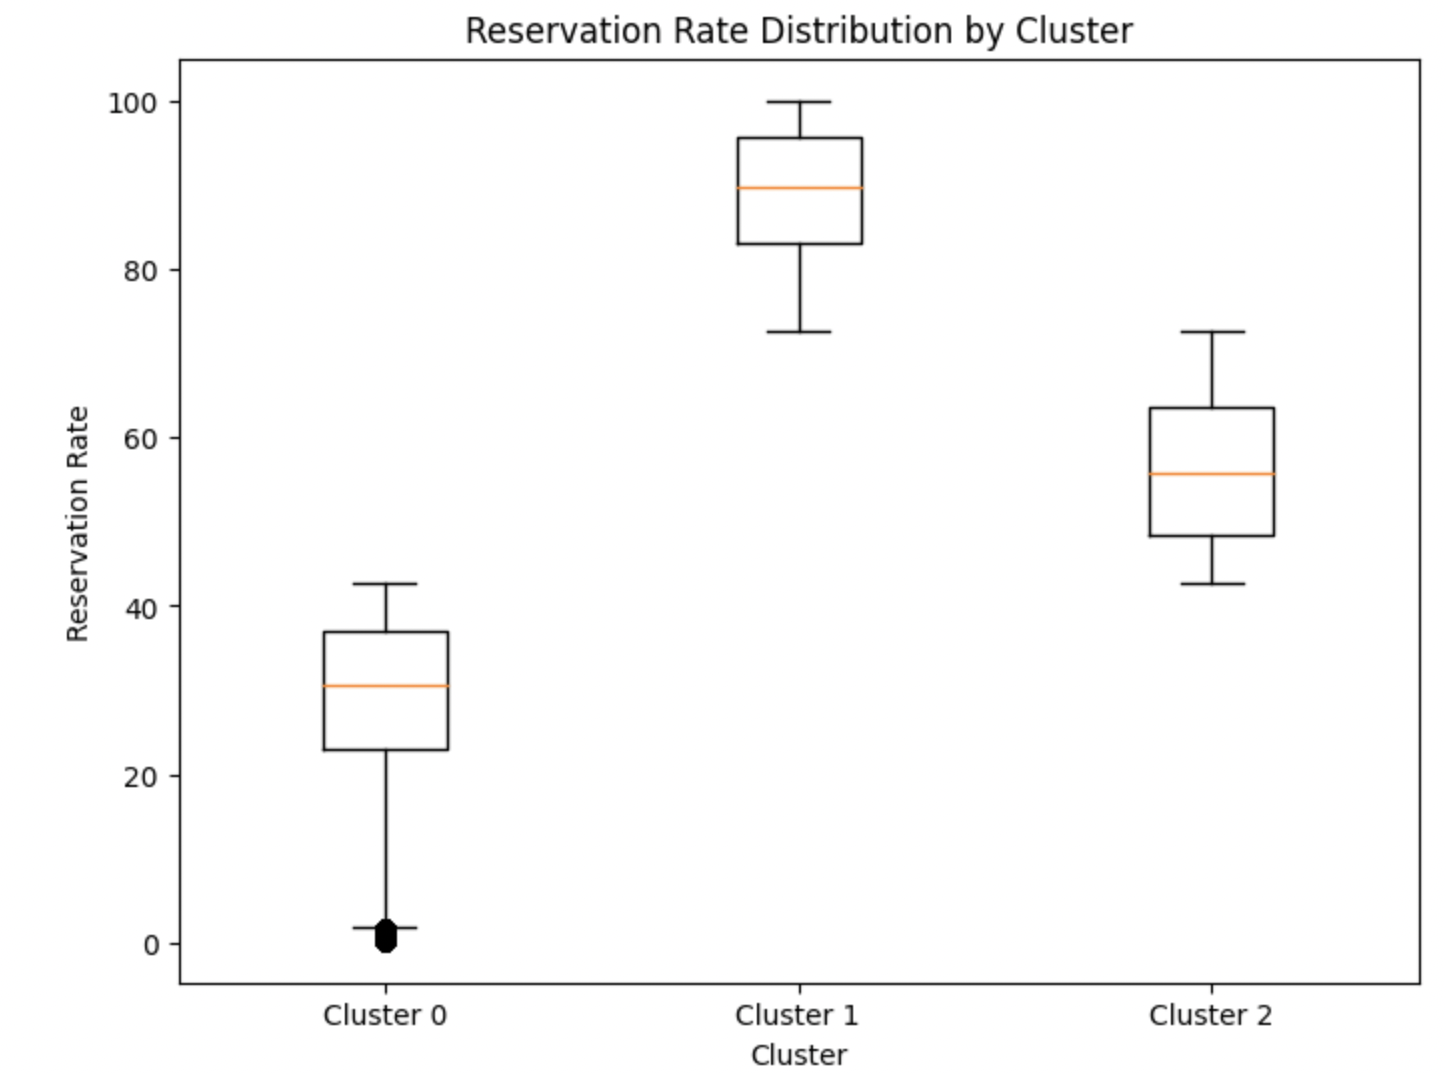 Reservation Rate Distribution by Cluster
100
80
60
40
20
0
Reservation Rate
Cluster 0
Cluster 1
Cluster 2
Cluster